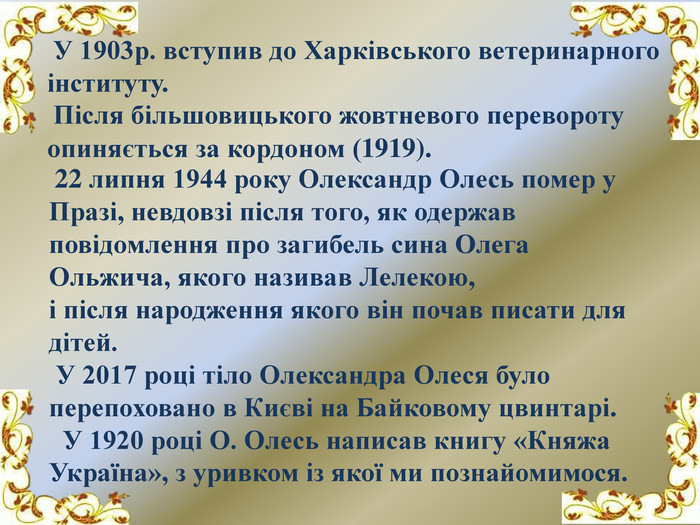 У 1903р. вступив до Харківського ветеринарного
інституту.
Після більшовицького жовтневого перевороту
опиняється за кордоном (1919).
22 липня 1944 року Олександр Олесь помер у
Празі, невдовзі після того, як одержав
повідомлення про загибель сина Олега
Ольжича, якого називав Лелекою,
і після народження якого він почав писати для
дітей.
У 2017 році тіло Олександра Олеся було
перепоховано в Києві на Байковому цвинтарі.
У 1920 році О. Олесь написав книгу «Княжа
Україна», з уривком із якої ми познайомимося.